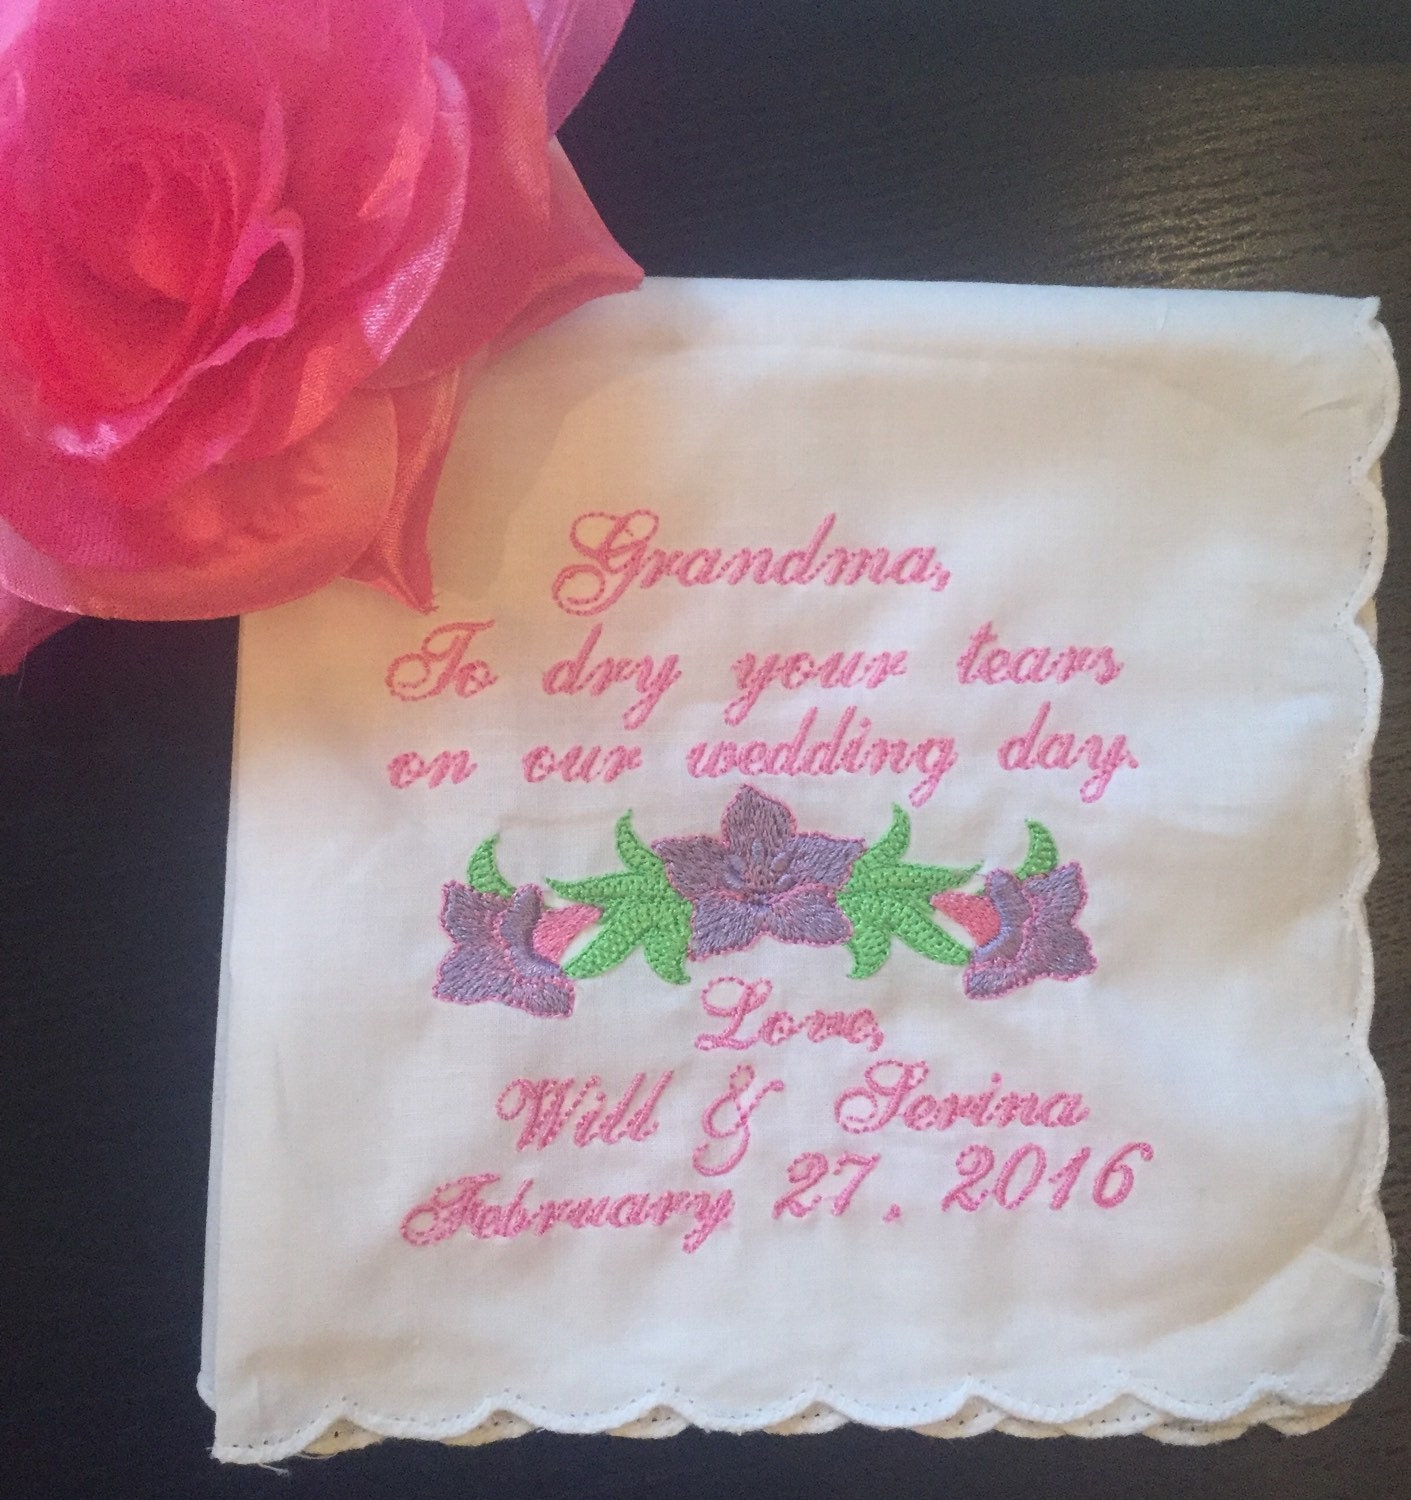 Grandma,
To dry your tears
on our wedding day.
Love,
Will & Serina
February 27, 2016